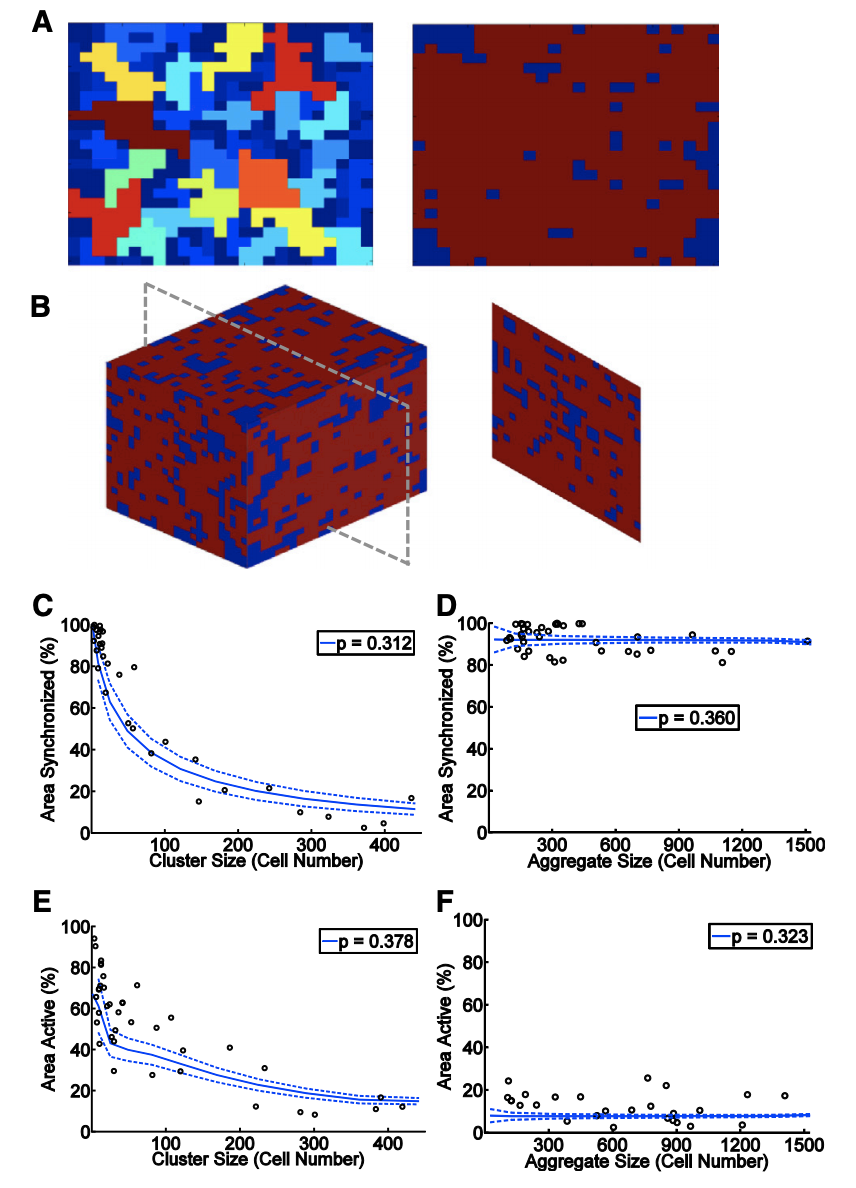 A
B
C
D
100
80
60
40
20
0
Area Synchronized (%)
p = 0.312
100 200 300 400
Cluster Size (Cell Number)
100
80
60
40
20
0
Area Synchronized (%)
p = 0.360
300 600 900 1200 1500
Aggregate Size (Cell Number)
E
F
100
80
60
40
20
0
Area Active (%)
p = 0.378
100 200 300 400
Cluster Size (Cell Number)
100
80
60
40
20
0
Area Active (%)
p = 0.323
300 600 900 1200 1500
Aggregate Size (Cell Number)